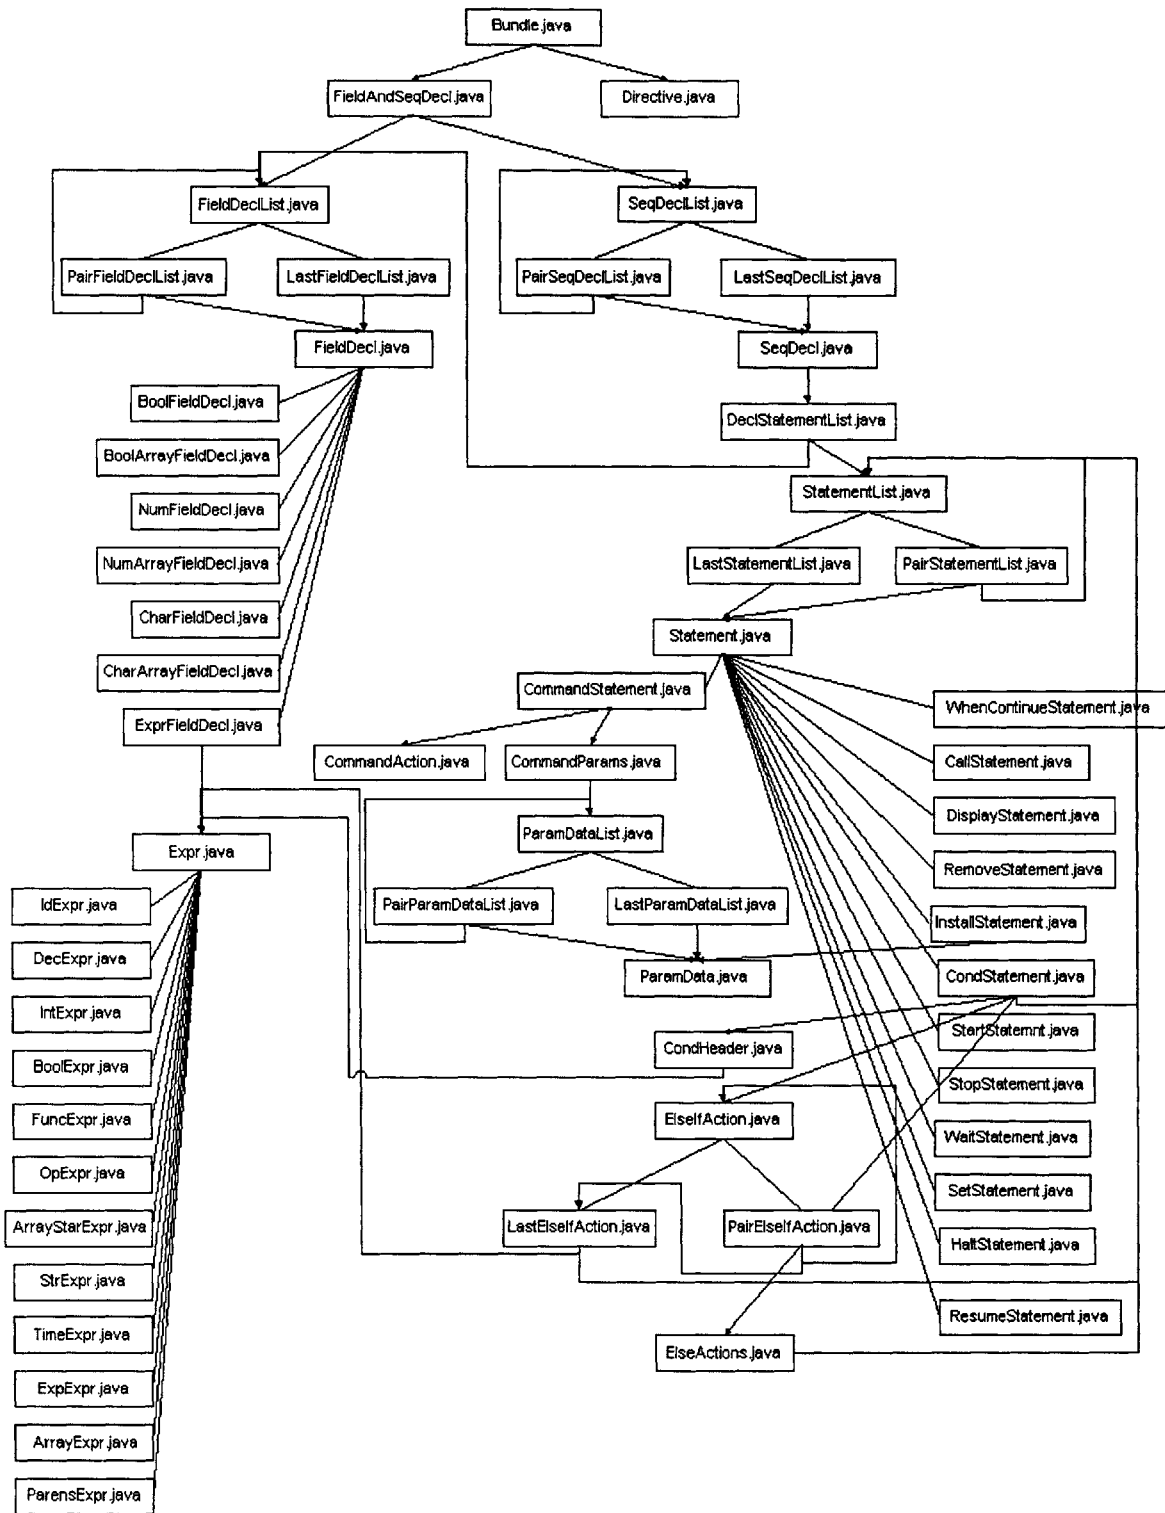 Bundle.java
FieldAndSeqDecl.java
Directive.java
FieldDeclList.java
SeqDeclList.java
PairFieldDeclList.java
LastFieldDeclList.java
PairSeqDeclList.java
LastSeqDeclList.java
FieldDecl.java
SeqDecl.java
BoolFieldDecl.java
DeclStatementList.java
BoolArrayFieldDecl.java
StatementList.java
NumFieldDecl.java
NumArrayFieldDecl.java
LastStatementList.java
PairStatementList.java
CharFieldDecl.java
Statement.java
CharArrayFieldDecl.java
CommandStatement.java
WhenContinueStatement.java
ExprFieldDecl.java
CommandAction.java
CommandParams.java
CallStatement.java
DisplayStatement.java
ParamDataList.java
Expr.java
RemoveStatement.java
IdExpr.java
PairParamDataList.java
LastParamDataList.java
InstallStatement.java
DecExpr.java
ParamData.java
CondStatement.java
IntExpr.java
StartStatemnt.java
CondHeader.java
BoolExpr.java
StopStatement.java
FuncExpr.java
ElseifAction.java
WaitStatement.java
OpExpr.java
SetStatement.java
ArrayStarExpr.java
LastElseifAction.java
PairElseifAction.java
HaltStatement.java
StrExpr.java
ResumeStatement.java
TimeExpr.java
ElseActions.java
ExpExpr.java
ArrayExpr.java
ParensExpr.java